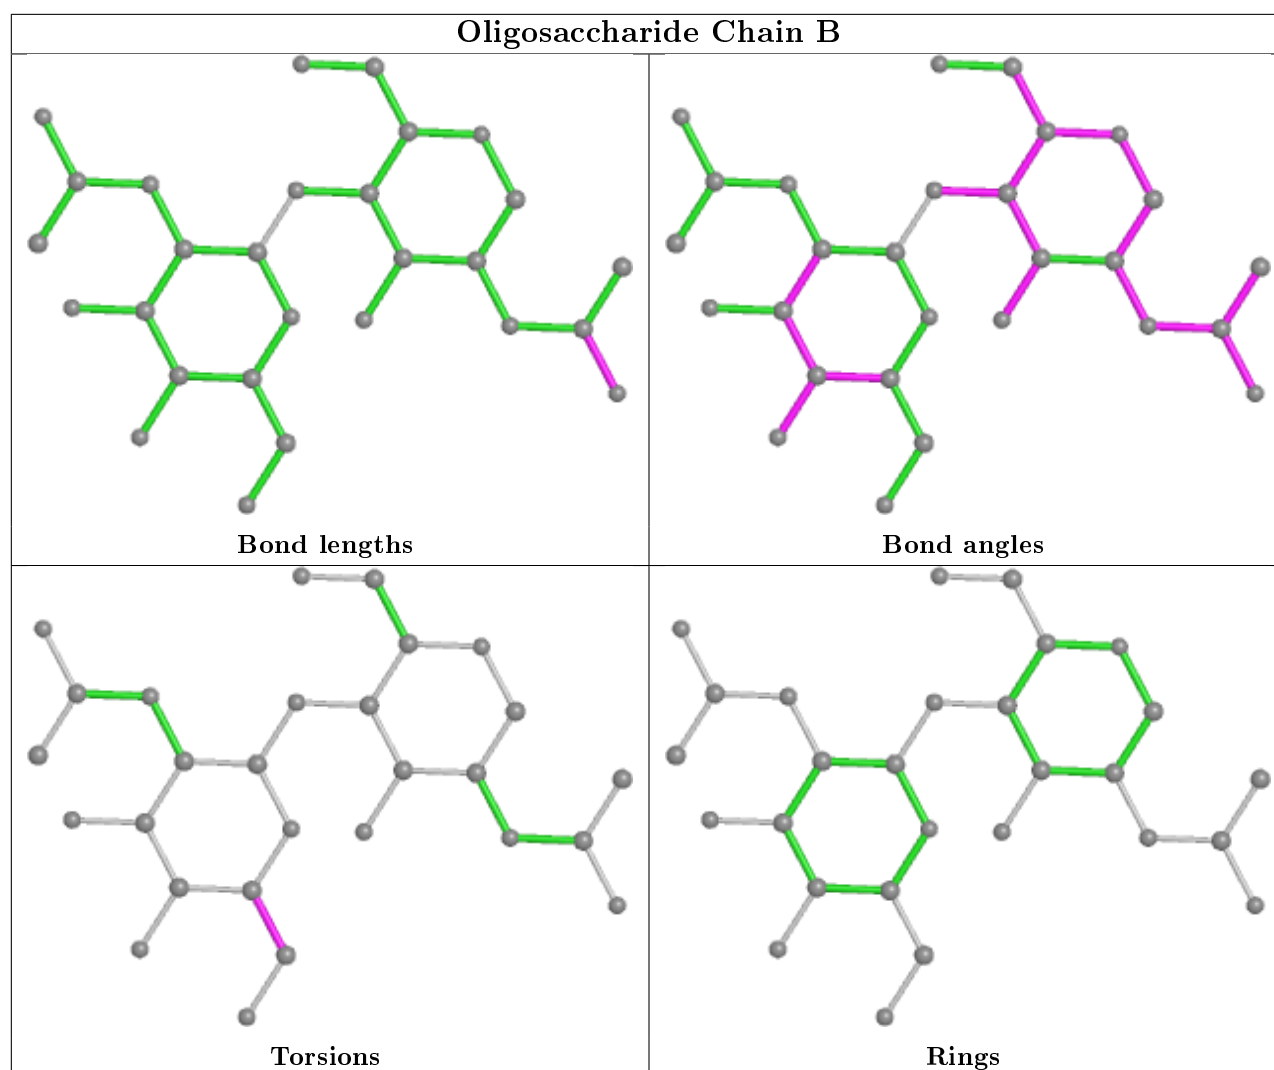 Oligosaccharide Chain B
Bond lengths
Bond angles
Torsions
Rings